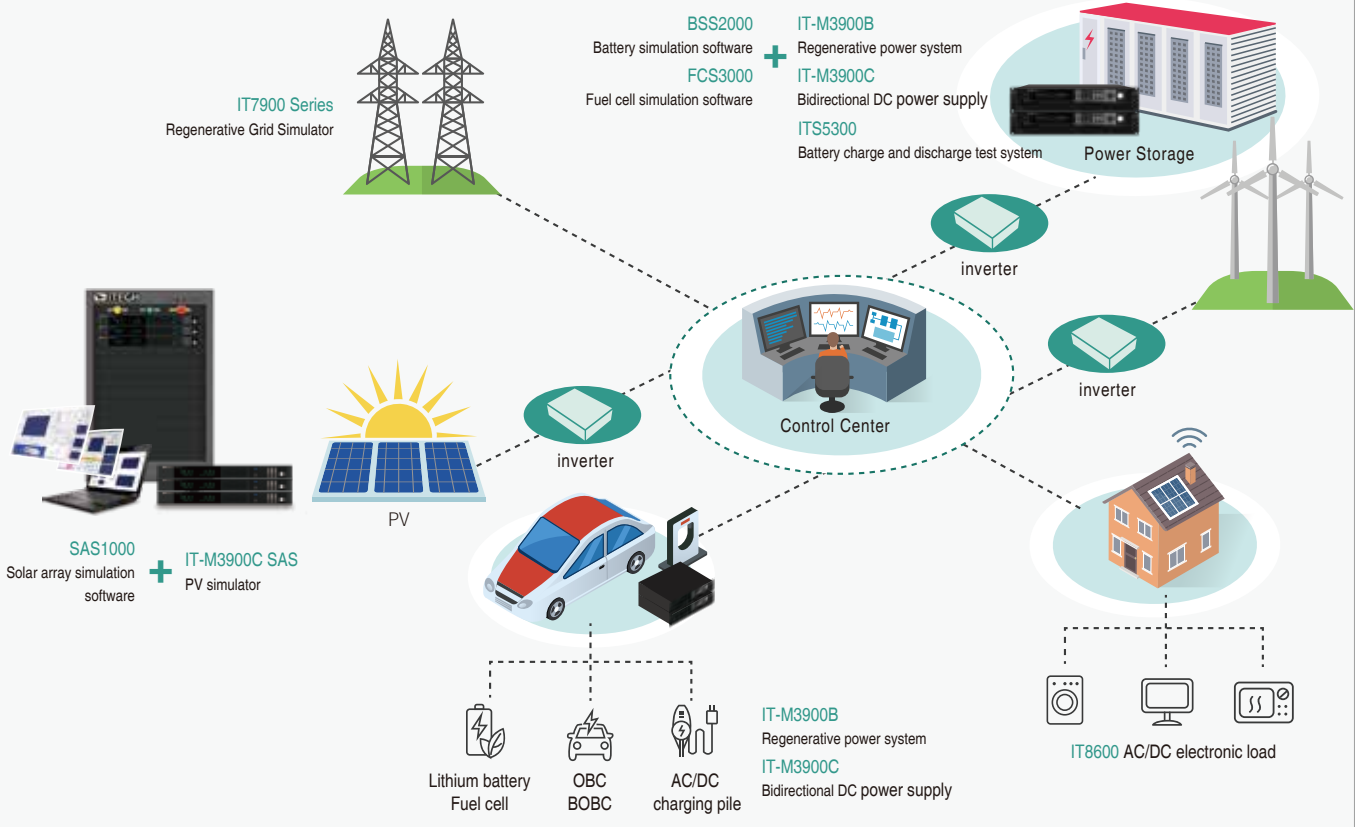 BSS2000
Battery simulation software
FCS3000
Fuel cell simulation software
+
IT-M3900B
Regenerative power system
IT-M3900C
Bidirectional DC power supply
ITS5300
Battery charge and discharge test system
Power Storage
IT7900 Series
Regenerative Grid Simulator
inverter
inverter
Control Center
ITECH
inverter
PV
SAS1000
Solar array simulation
software
+
IT-M3900C SAS
PV simulator
Lithium battery
Fuel cell
OBC
BOBC
AC/DC
charging pile
IT-M3900B
Regenerative power system
IT-M3900C
Bidirectional DC power supply
IT8600 AC/DC electronic load